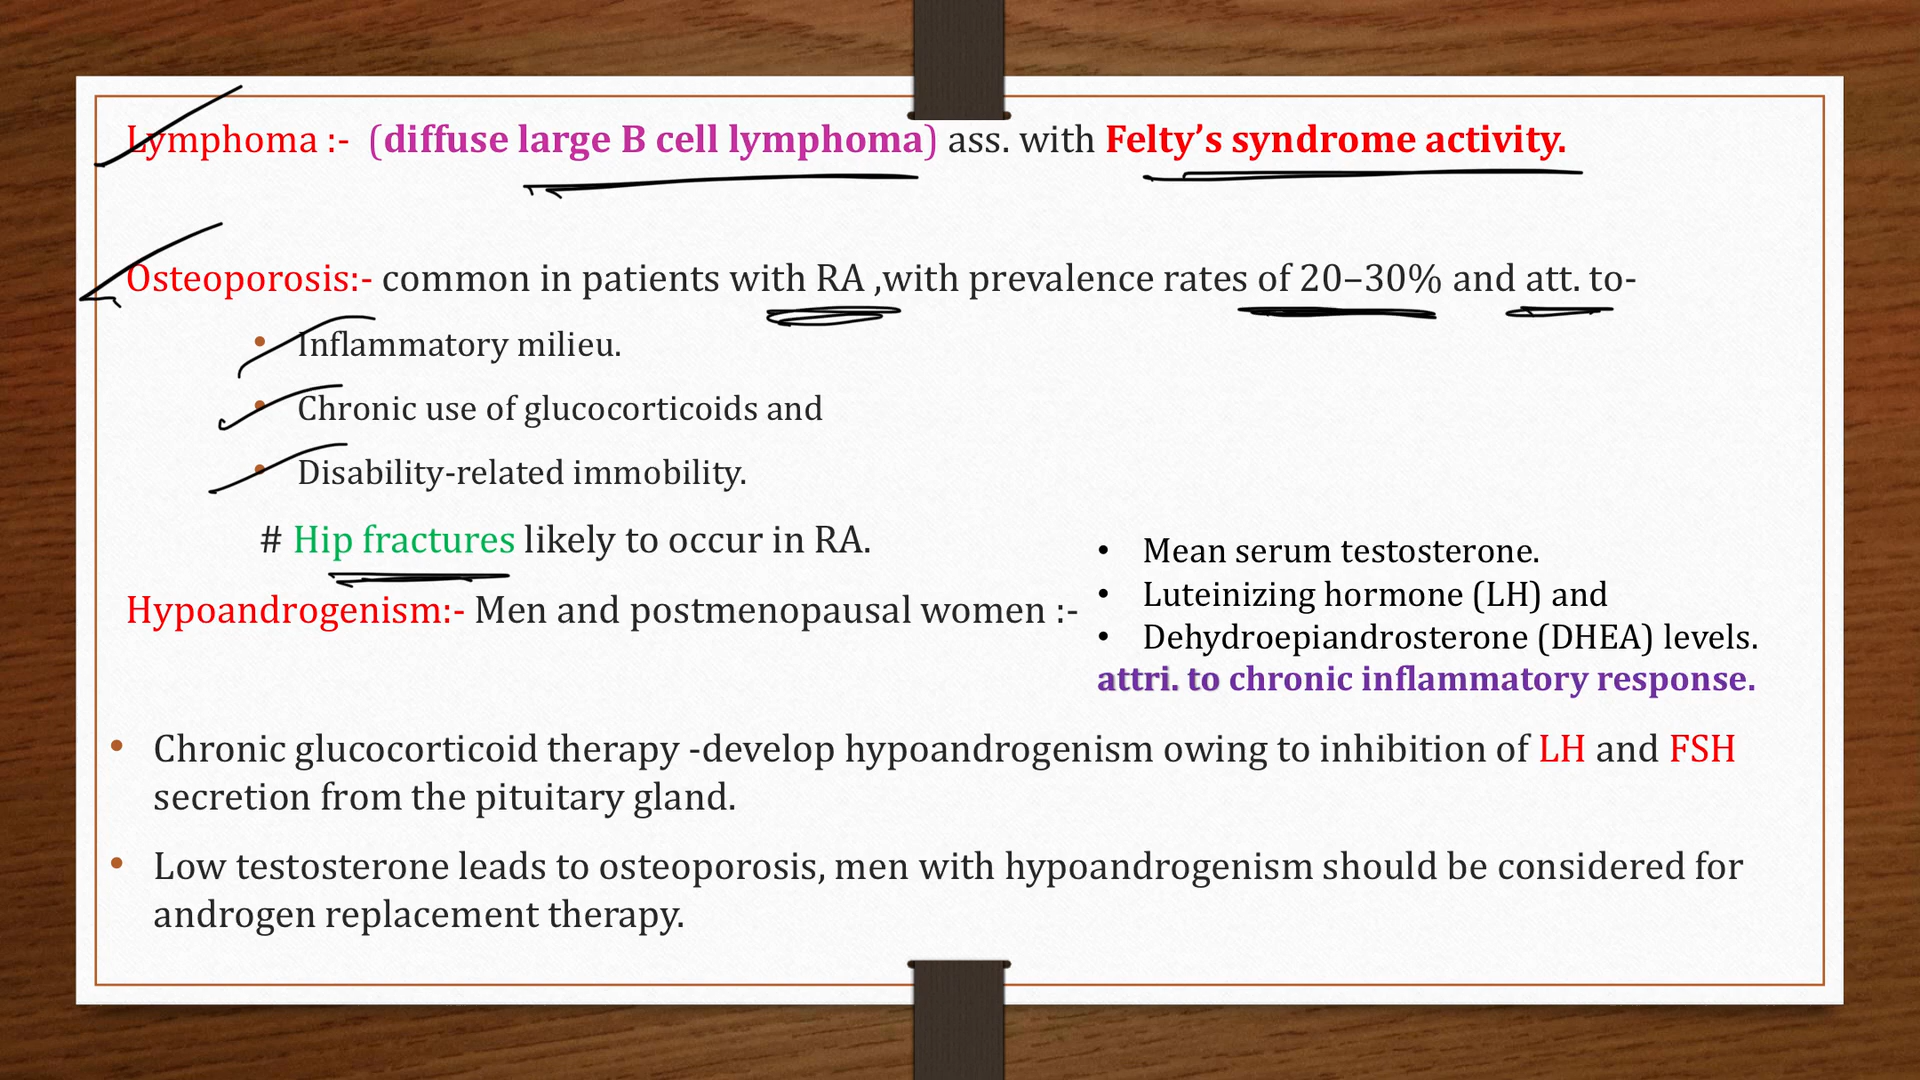 Lymphoma :- (diffuse large B cell lymphoma) ass. with Felty’s syndrome activity.
Osteoporosis:- common in patients with RA ,with prevalence rates of 20–30% and att. to-
• Inflammatory milieu.
• Chronic use of glucocorticoids and
• Disability-related immobility.
# Hip fractures likely to occur in RA.
Hypoandrogenism:- Men and postmenopausal women :-
• Mean serum testosterone.
• Luteinizing hormone (LH) and
• Dehydroepiandrosterone (DHEA) levels.
attri. to chronic inflammatory response.
• Chronic glucocorticoid therapy -develop hypoandrogenism owing to inhibition of LH and FSH
secretion from the pituitary gland.
• Low testosterone leads to osteoporosis, men with hypoandrogenism should be considered for
androgen replacement therapy.